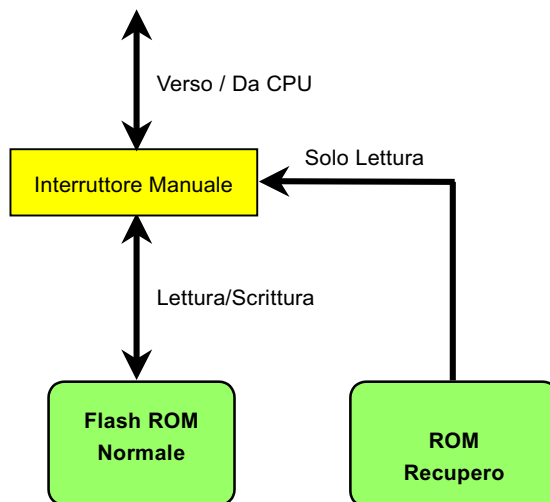 Verso / Da CPU
Solo Lettura
Interruttore Manuale
Lettura/Scrittura
Flash ROM
Normale
ROM
Recupero